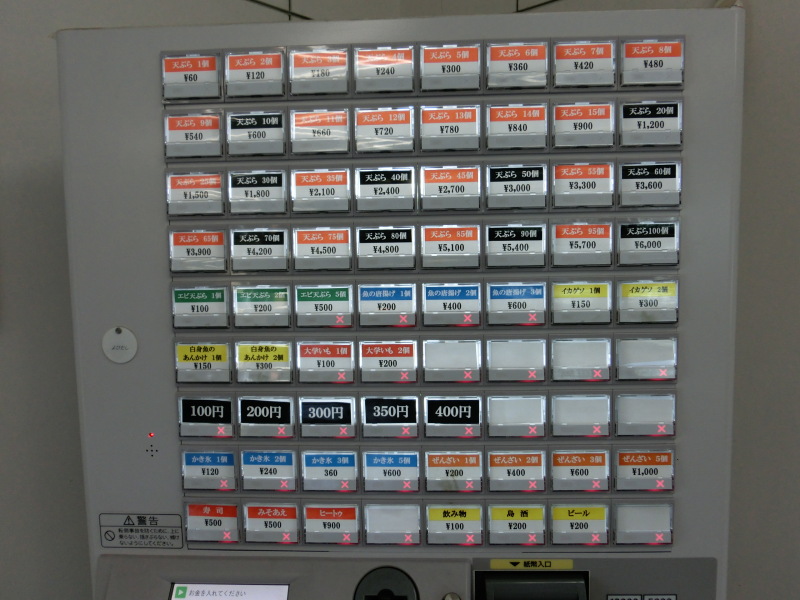 天ぷら 1個 ¥60
天ぷら 2個 ¥120
天ぷら 3個 ¥180
天ぷら 4個 ¥240
天ぷら 5個 ¥300
天ぷら 6個 ¥360
天ぷら 7個 ¥420
天ぷら 8個 ¥480
天ぷら 9個 ¥540
天ぷら 10個 ¥600
天ぷら 11個 ¥660
天ぷら 12個 ¥720
天ぷら 13個 ¥780
天ぷら 14個 ¥840
天ぷら 15個 ¥900
天ぷら 20個 ¥1,200
天ぷら 25個 ¥1,500
天ぷら 30個 ¥1,800
天ぷら 35個 ¥2,100
天ぷら 40個 ¥2,400
天ぷら 45個 ¥2,700
天ぷら 50個 ¥3,000
天ぷら 55個 ¥3,300
天ぷら 60個 ¥3,600
天ぷら 65個 ¥3,900
天ぷら 70個 ¥4,200
天ぷら 75個 ¥4,500
天ぷら 80個 ¥4,800
天ぷら 85個 ¥5,100
天ぷら 90個 ¥5,400
天ぷら 95個 ¥5,700
天ぷら100個 ¥6,000
エビ天ぷら 1個 ¥100
エビ天ぷら 2個 ¥200
エビ天ぷら 5個 ¥500
魚の唐揚げ 1個 ¥200
魚の唐揚げ 2個 ¥400
魚の唐揚げ 3個 ¥600
イカゲソ 1個 ¥150
イカゲソ 2個 ¥300
白身魚の
あんかけ 1個
¥150
白身魚の
あんかけ 2個
¥300
大学いも 1個 ¥100
大学いも 2個 ¥200
100円
200円
300円
350円
400円
かき氷 1個 ¥120
かき氷 2個 ¥240
かき氷 3個 360
かき氷 5個 ¥600
ぜんざい 1個 ¥200
ぜんざい 2個 ¥400
ぜんざい 3個 ¥600
ぜんざい 5個 ¥1,000
寿司 ¥500
みそあえ ¥500
ヒートゥ ¥900
飲み物 ¥100
島酒 ¥200
ビール ¥200
警告
お金を入れてください
紙幣入口